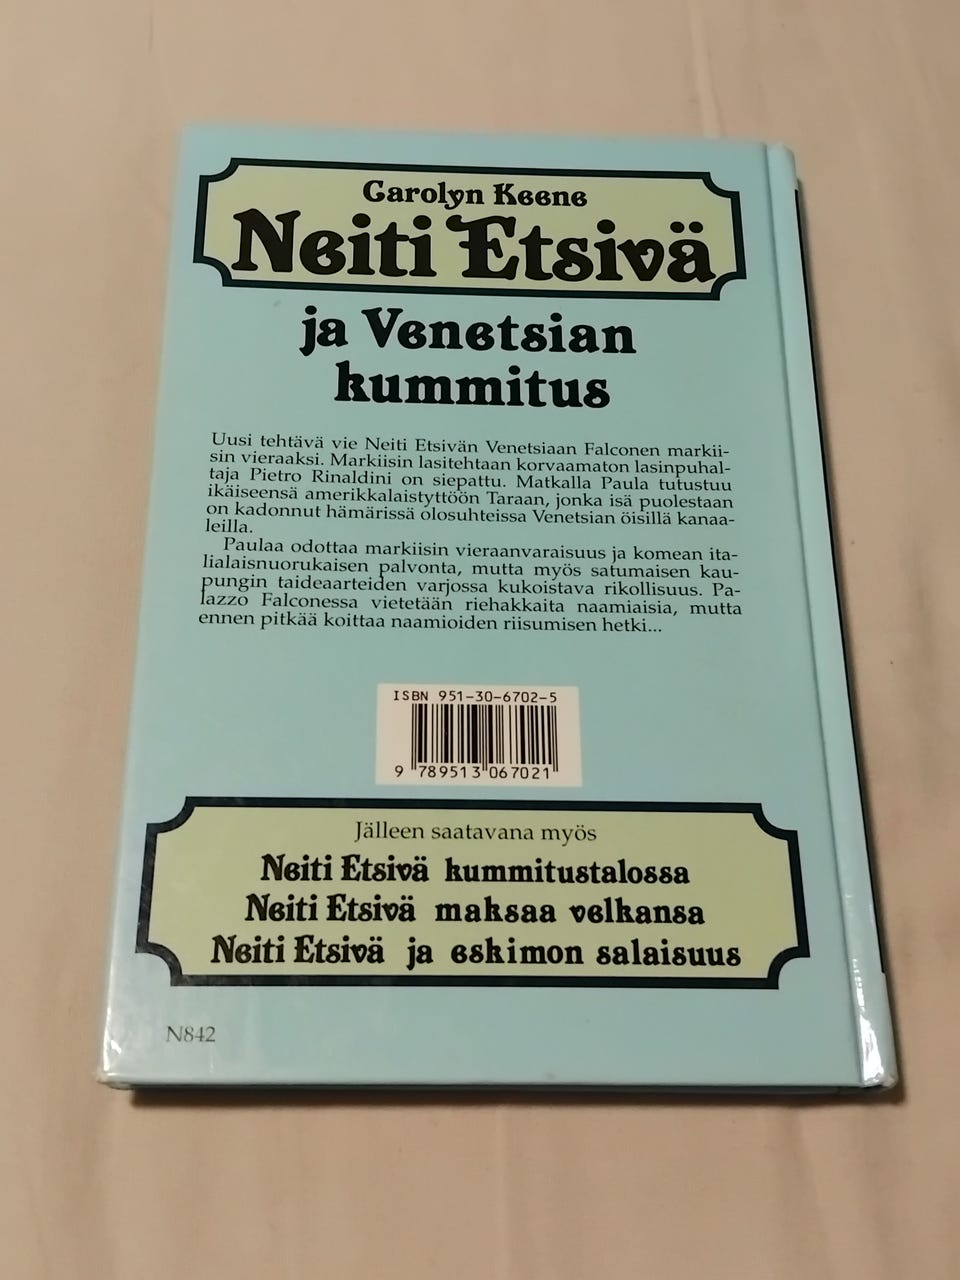 Carolyn Keene
Neiti Etsivä
ja Venetsian
kummitus
Uusi tehtävä vie Neiti Etsivän Venetsiaan Falconen markii-
sin vieraaksi. Markiisin lasitehtaan korvaamaton lasinpuhal-
taja Pietro Rinaldini on siepattu. Matkalla Paula tutustuu
ikäiseensä amerikkalaistyttöön Taraan, jonka isä puolestaan
on kadonnut hämärissä olosuhteissa Venetsian öisillä kanaa-
leilla.
Paulaa odottaa markiisin vieraanvaraisuus ja komean ita-
lialaisnuorukaisen palvonta, mutta myös satumaisen kau-
pungin taideaarteiden varjossa kukoistava rikollisuus. Pa-
lazzo Falconessa vietetään riehakkaita naamiaisia, mutta
ennen pitkää koittaa naamioiden riisumisen hetki...
ISBN 951-30-6702-5
9 789513 067021
Jälleen saatavana myös
Neiti Etsivä kummitustalossa
Neiti Etsivä maksaa velkansa
Neiti Etsivä ja eskimon salaisuus
N842